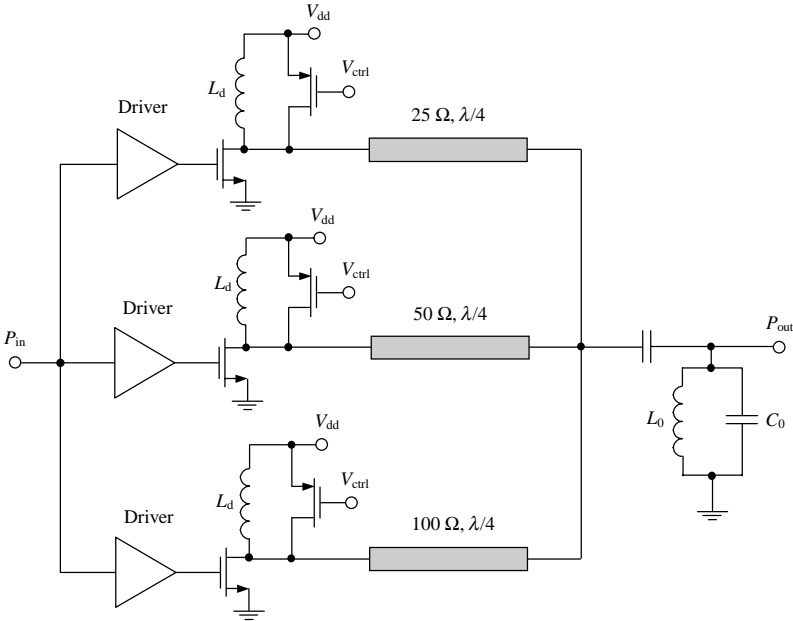 V_dd
V_ctrl
L_d
Driver
25 Ω, λ/4
V_dd
V_ctrl
L_d
Driver
50 Ω, λ/4
P_in
P_out
L_0
C_0
V_dd
V_ctrl
L_d
Driver
100 Ω, λ/4